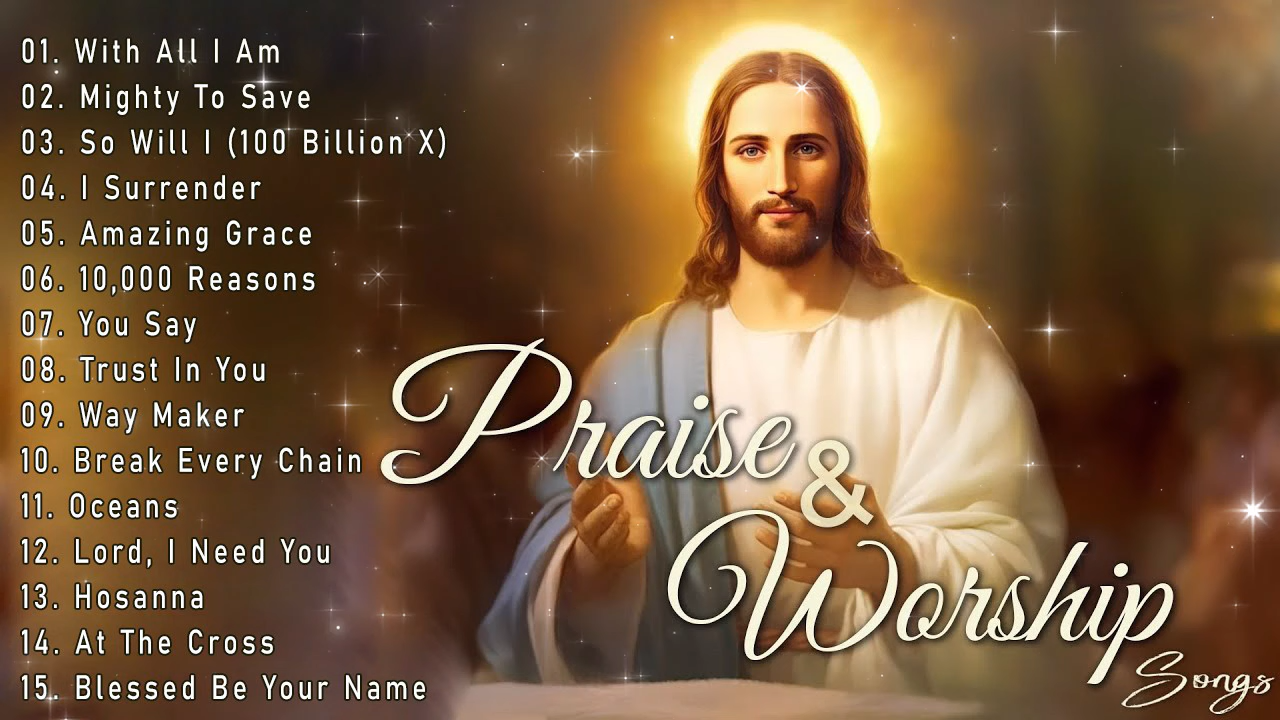 01. With All I Am
02. Mighty To Save
03. So Will I (100 Billion X)
04. I Surrender
05. Amazing Grace
06. 10,000 Reasons
07. You Say
08. Trust In You
09. Way Maker
10. Break Every Chain
11. Oceans
12. Lord, I Need You
13. Hosanna
14. At The Cross
15. Blessed Be Your Name
Praise
&
Worship
Songs